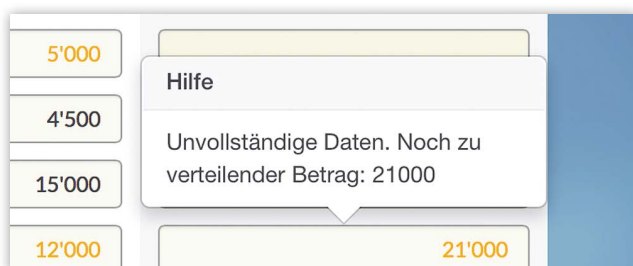 5'000
Hilfe
4'500
Unvollständige Daten. Noch zu
verteilender Betrag: 21000
15'000
12'000
21'000